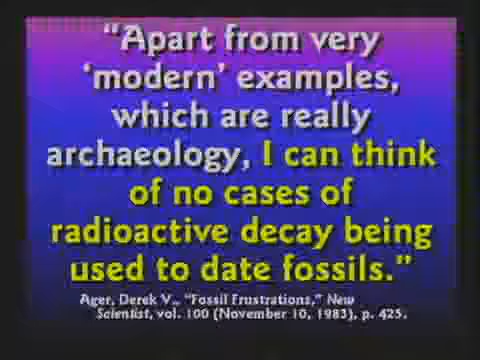 “Apart from very
‘modern’ examples,
which are really
archaeology, I can think
of no cases of
radioactive decay being
used to date fossils.”
Ager, Derek V., “Fossil Frustrations,” New
Scientist, vol. 100 (November 10, 1983), p. 425.